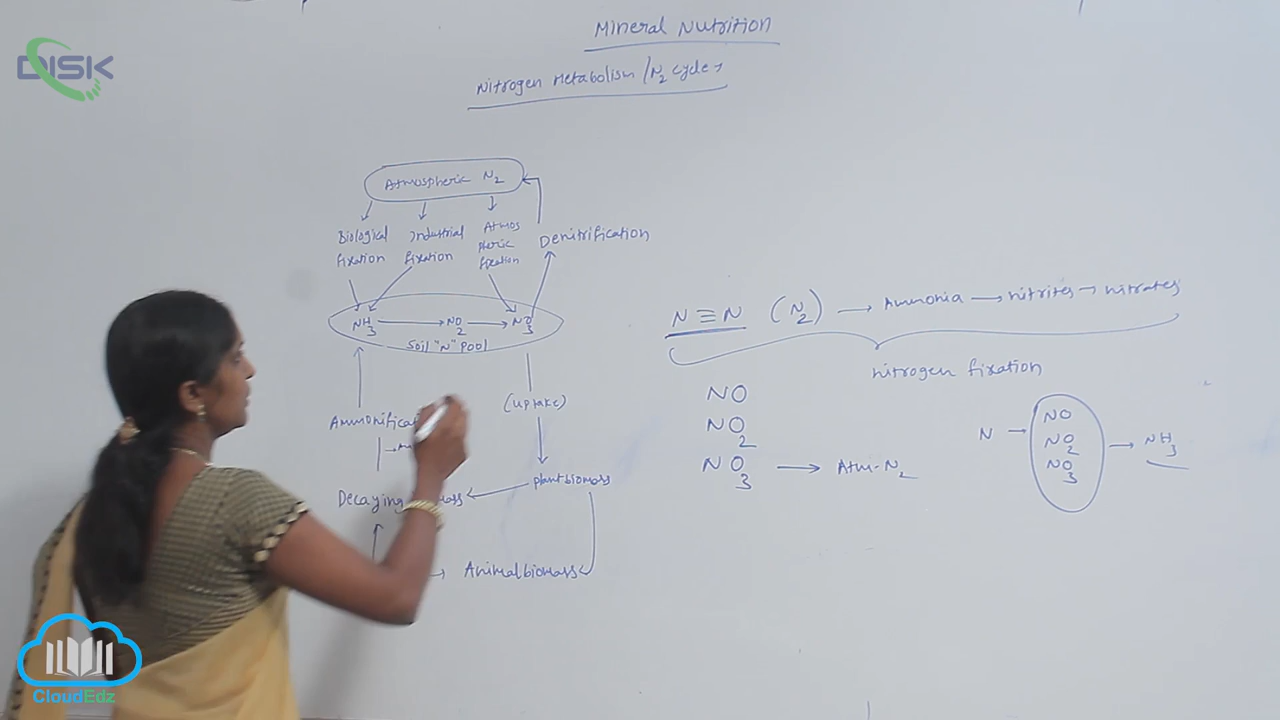 DISK
Mineral Nutrition
Nitrogen Metabolism / N2 cycle →
Atmospheric N2
Biological fixation
Industrial fixation
Atmos pheric fixation
Denitrification
NH3 → NO2 → NO3
Soil "N" Pool
(uptake)
plant biomass
Animal biomass
Decaying
N ≡ N (N2) → Ammonia → nitrites → nitrates
nitrogen fixation
NO
NO2
NO3 → Atm-N2
N →
NO
NO2
NO3
→ NH3
CloudEdz